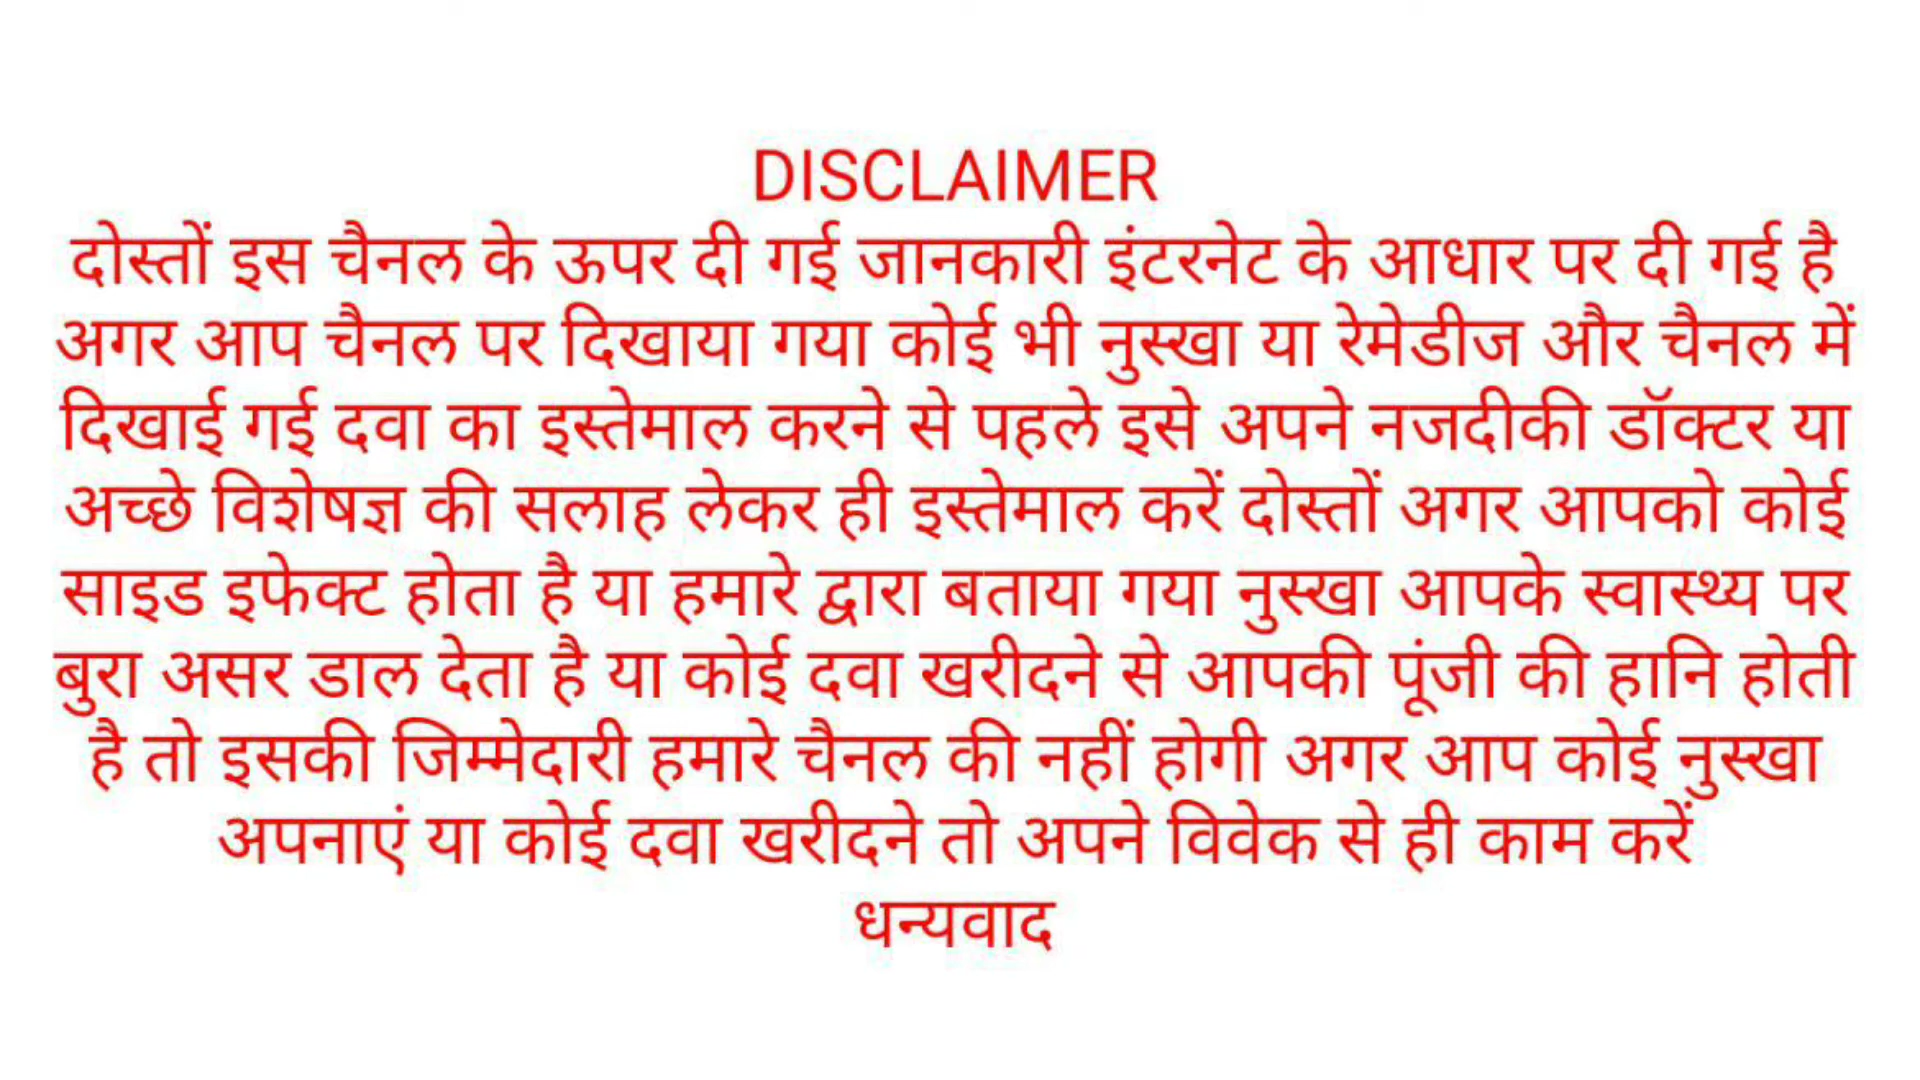 DISCLAIMER
दोस्तों इस चैनल के ऊपर दी गई जानकारी इंटरनेट के आधार पर दी गई है
अगर आप चैनल पर दिखाया गया कोई भी नुस्खा या रेमेडीज और चैनल में
दिखाई गई दवा का इस्तेमाल करने से पहले इसे अपने नजदीकी डॉक्टर या
अच्छे विशेषज्ञ की सलाह लेकर ही इस्तेमाल करें दोस्तों अगर आपको कोई
साइड इफेक्ट होता है या हमारे द्वारा बताया गया नुस्खा आपके स्वास्थ्य पर
बुरा असर डाल देता है या कोई दवा खरीदने से आपकी पूंजी की हानि होती
है तो इसकी जिम्मेदारी हमारे चैनल की नहीं होगी अगर आप कोई नुस्खा
अपनाएं या कोई दवा खरीदने तो अपने विवेक से ही काम करें
धन्यवाद